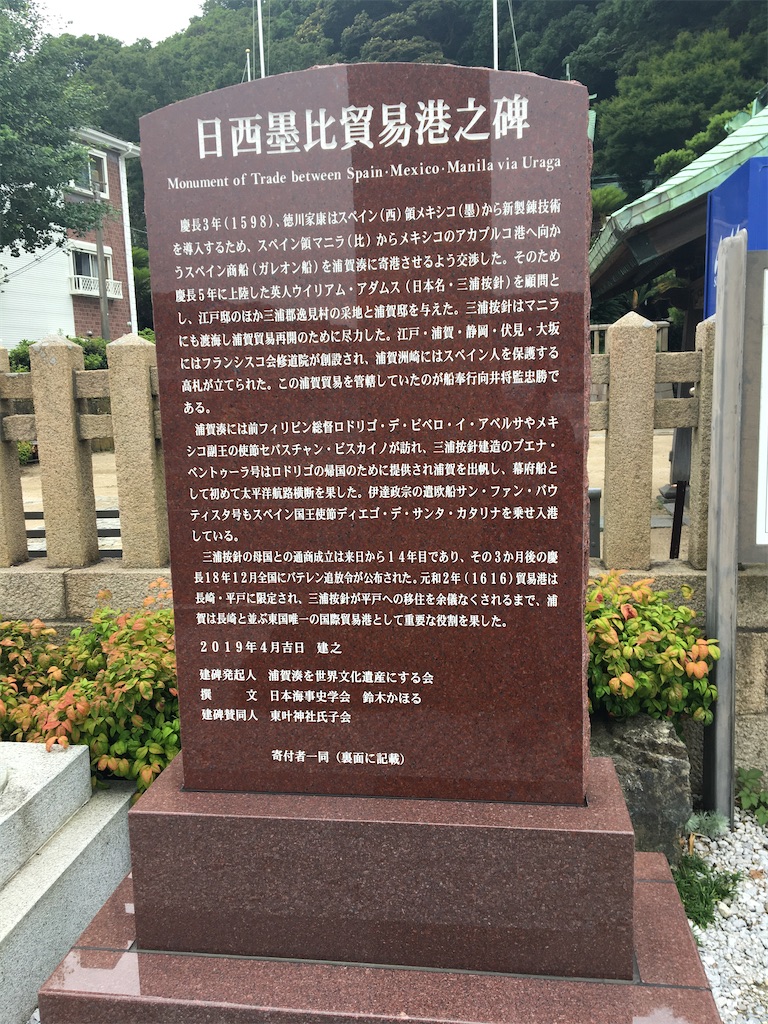 日西墨比貿易港之碑
Monument of Trade between Spain・Mexico・Manila via Uraga
慶長3年(1598)、徳川家康はスペイン(西)領メキシコ(墨)から新製錬技術
を導入するため、スペイン領マニラ(比)からメキシコのアカプルコ港へ向か
うスペイン商船(ガレオン船)を浦賀湊に寄港させるよう交渉した。そのため
慶長5年に上陸した英人ウイリアム・アダムス(日本名・三浦按針)を顧問と
し、江戸邸のほか三浦郡逸見村の采地と浦賀邸を与えた。三浦按針はマニラ
にも渡海し浦賀貿易再開のために尽力した。江戸・浦賀・静岡・伏見・大坂
にはフランシスコ会修道院が創設され、浦賀洲崎にはスペイン人を保護する
高札が立てられた。この浦賀貿易を管轄していたのが船奉行向井将監忠勝で
ある。
浦賀湊には前フィリピン総督ロドリゴ・デ・ビベロ・イ・アベルサやメキ
シコ副王の使節セバスチャン・ビスカイノが訪れ、三浦按針建造のブエナ・
ベントゥーラ号はロドリゴの帰国のために提供され浦賀を出帆し、幕府船と
して初めて太平洋航路横断を果した。伊達政宗の遣欧船サン・ファン・バウ
ティスタ号もスペイン国王使節ディエゴ・デ・サンタ・カタリナを乗せ入港
している。
三浦按針の母国との通商成立は来日から14年目であり、その3か月後の慶
長18年12月全国にバテレン追放令が公布された。元和2年(1616)貿易港は
長崎・平戸に限定され、三浦按針が平戸への移住を余儀なくされるまで、浦
賀は長崎と並ぶ東国唯一の国際貿易港として重要な役割を果した。
2019年4月吉日 建之
建碑発起人 浦賀湊を世界文化遺産にする会
撰 文 日本海事史学会 鈴木かほる
建碑賛同人 東叶神社氏子会
寄付者一同(裏面に記載)